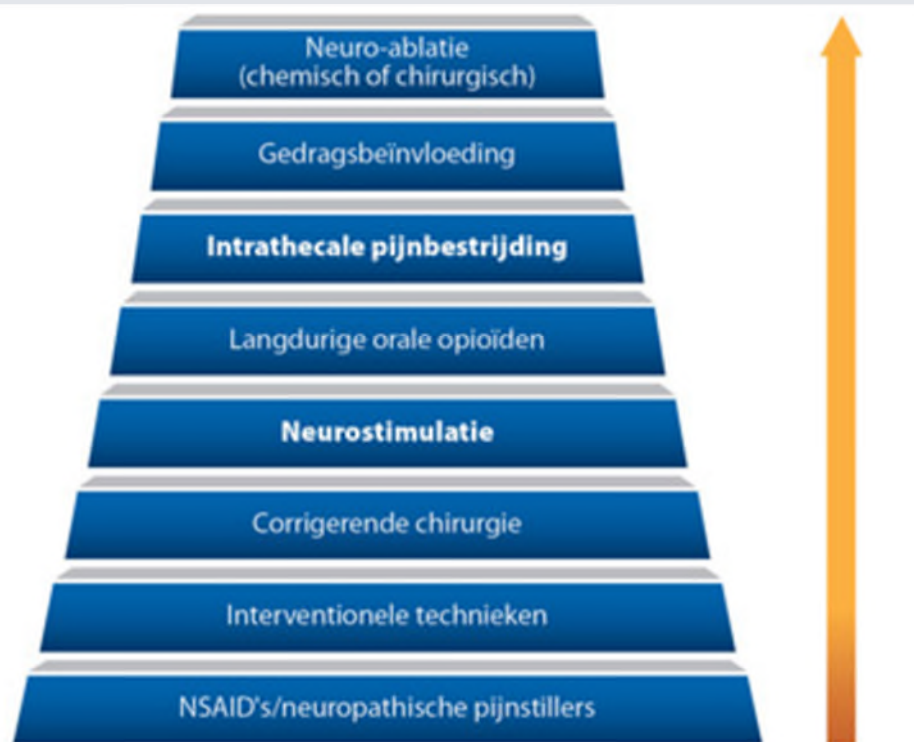 Neuro-ablatie
(chemisch of chirurgisch)
Gedragsbeïnvloeding
Intrathecale pijnbestrijding
Langdurige orale opioïden
Neurostimulatie
Corrigerende chirurgie
Interventionele technieken
NSAID's/neuropathische pijnstillers